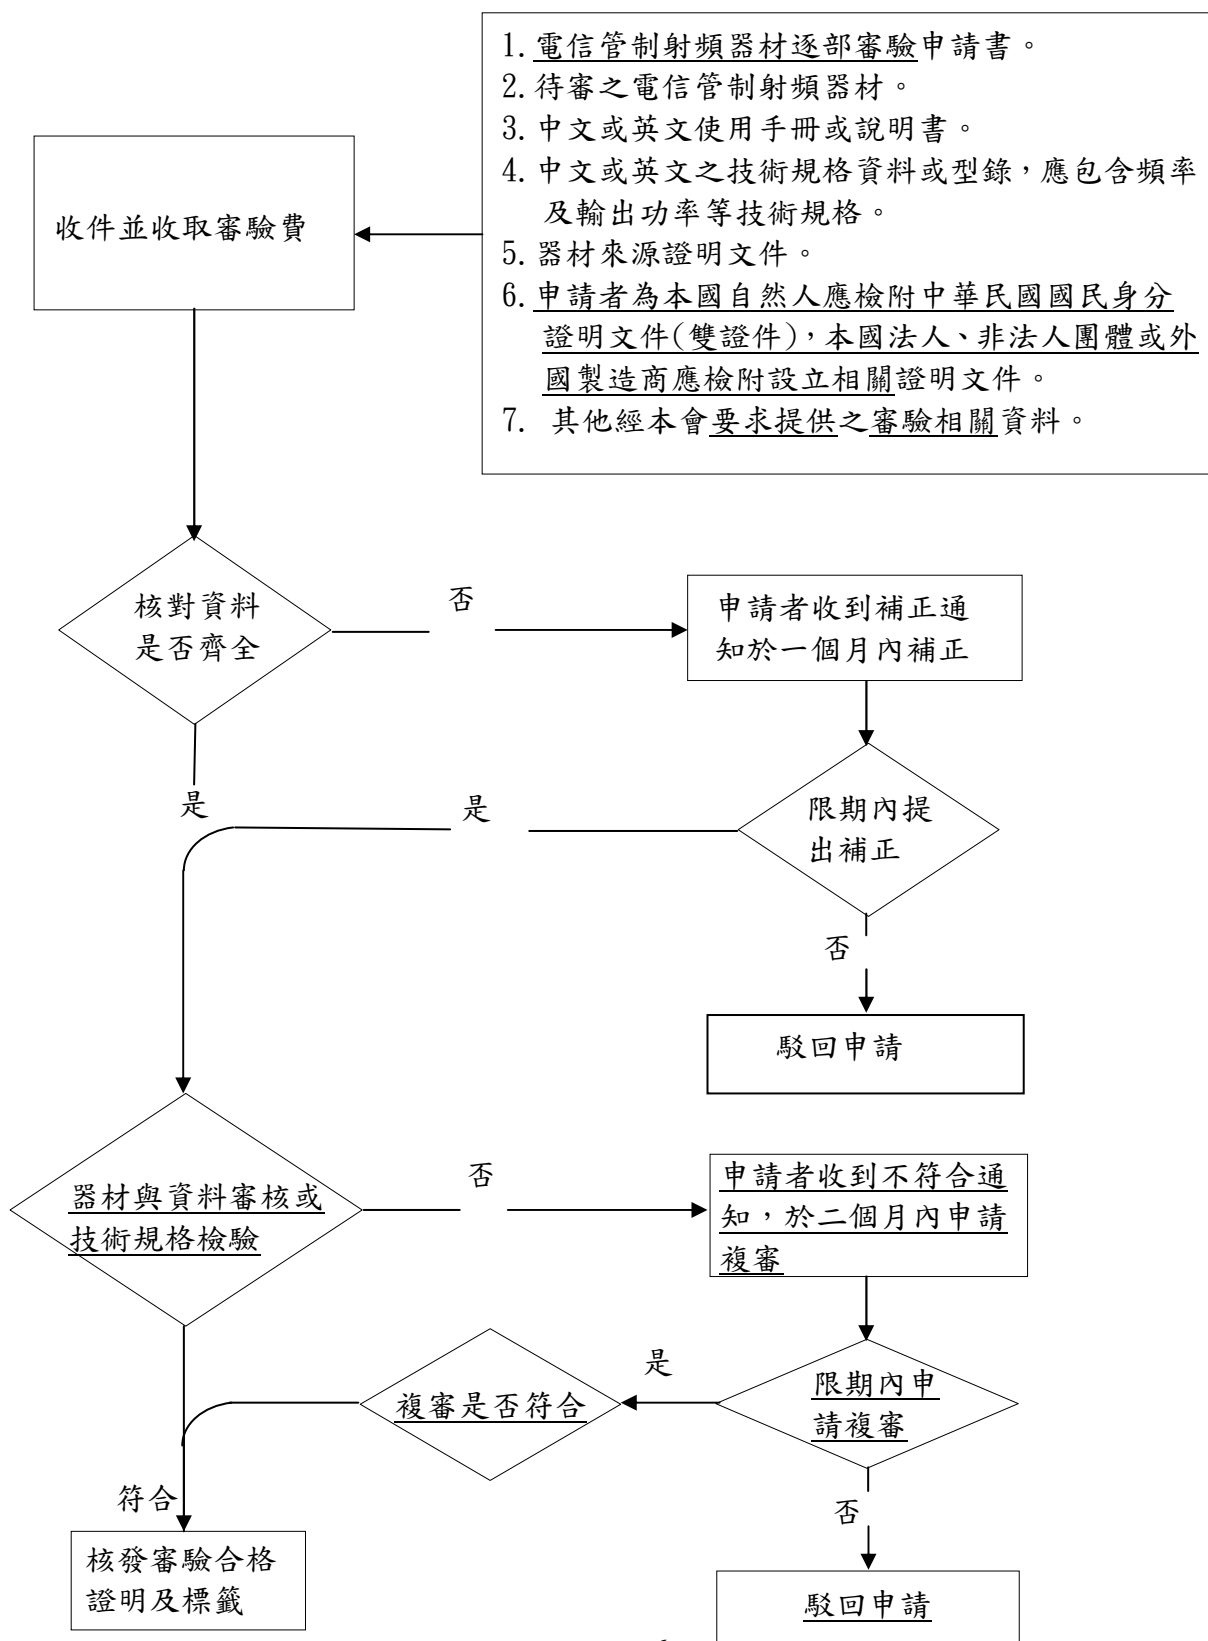 1. 電信管制射頻器材逐部審驗申請書。
2. 待審之電信管制射頻器材。
3. 中文或英文使用手冊或說明書。
4. 中文或英文之技術規格資料或型錄，應包含頻率
及輸出功率等技術規格。
5. 器材來源證明文件。
6. 申請者為本國自然人應檢附中華民國國民身分
證明文件(雙證件)，本國法人、非法人團體或外
國製造商應檢附設立相關證明文件。
7. 其他經本會要求提供之審驗相關資料。
收件並收取審驗費
核對資料
是否齊全
否
申請者收到補正通
知於一個月內補正
是
是
限期內提
出補正
否
駁回申請
器材與資料審核或
技術規格檢驗
否
申請者收到不符合通
知，於二個月內申請
複審
複審是否符合
是
限期內申
請複審
符合
否
核發審驗合格
證明及標籤
駁回申請